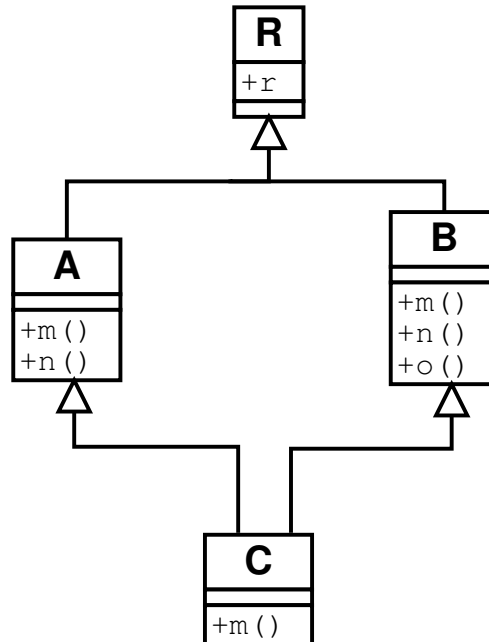 R
+r
A
+m()
+n()
B
+m()
+n()
+o()
C
+m()